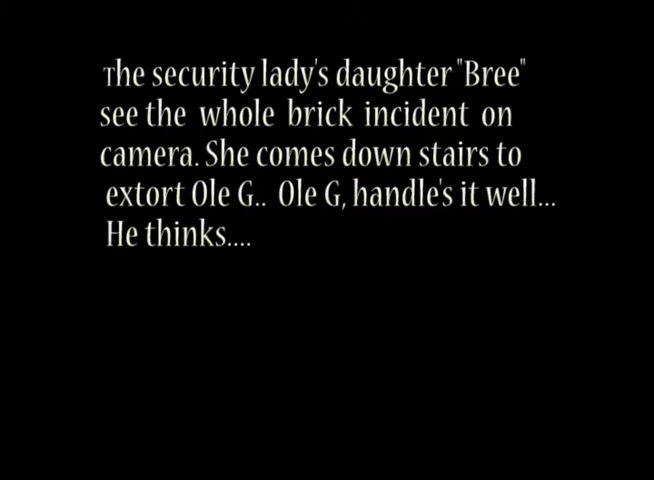 The security lady's daughter "Bree"
see the whole brick incident on
camera. She comes down stairs to
extort Ole G.. Ole G, handle's it well...
He thinks....